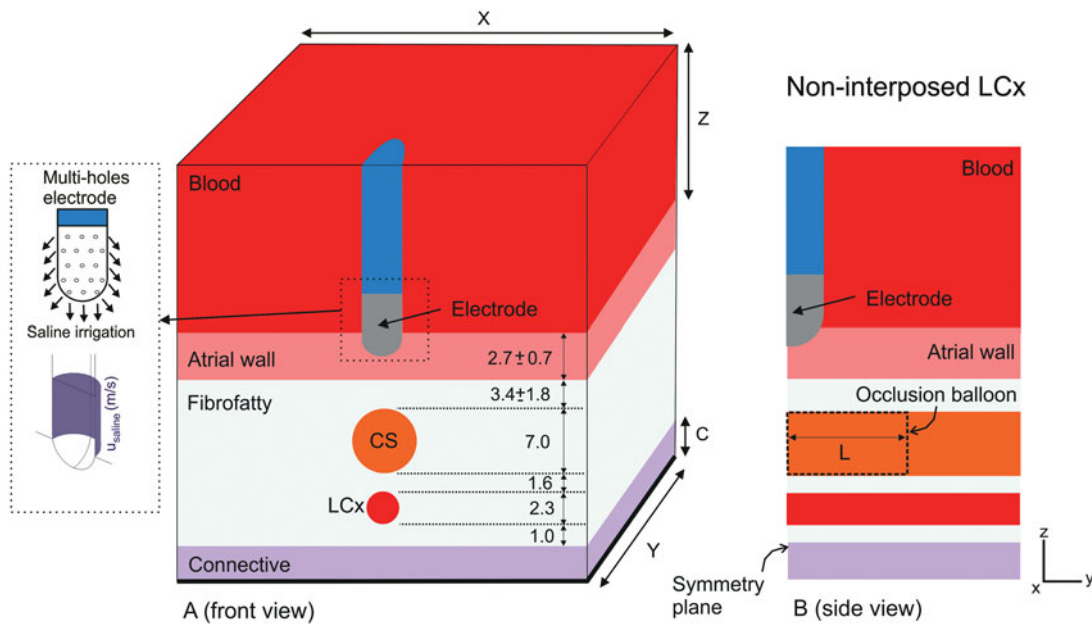 X
Z
Non-interposed LCx
Multi-holes
electrode
Saline irrigation
u_saline (m/s)
Blood
Electrode
Atrial wall
2.7±0.7
Fibrofatty
3.4±1.8
CS
7.0
C
1.6
LCx
2.3
1.0
Y
Connective
A (front view)
Blood
Electrode
Atrial wall
Occlusion balloon
L
Symmetry
plane
B (side view)
z
x
y